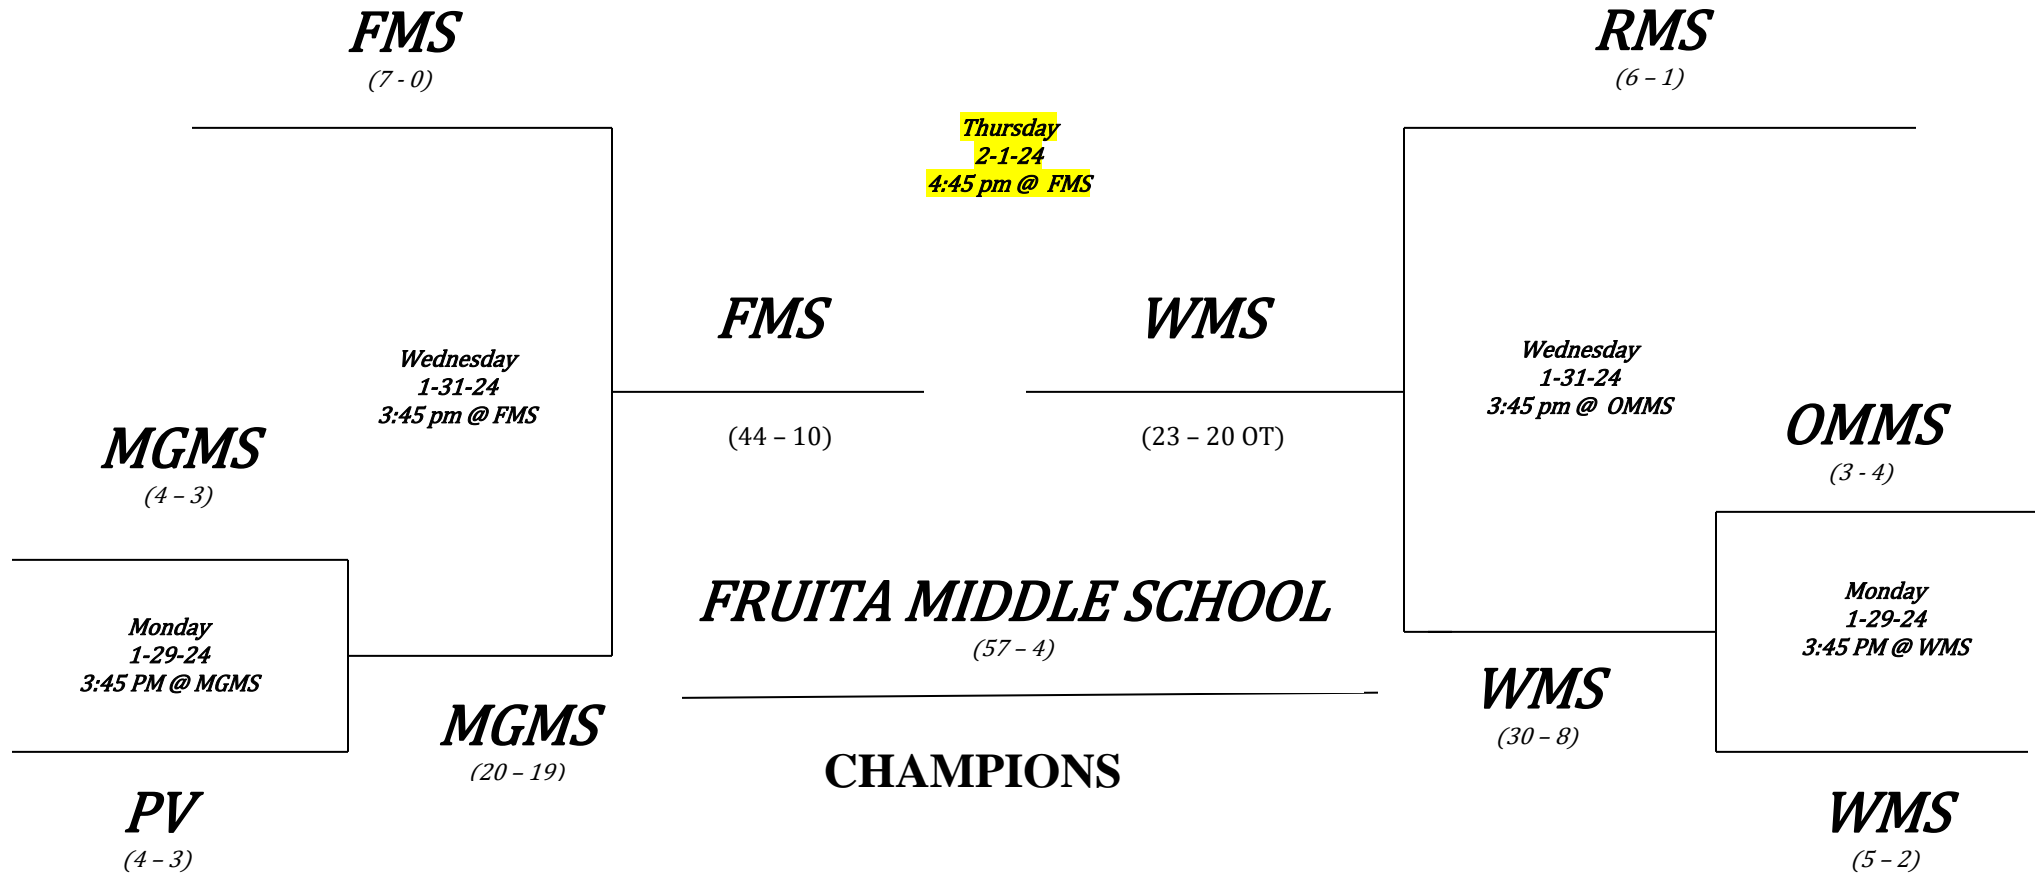 FMS
(7 - 0)
RMS
(6 – 1)
Thursday
2-1-24
4:45 pm @ FMS
FMS
WMS
Wednesday
1-31-24
3:45 pm @ FMS
Wednesday
1-31-24
3:45 pm @ OMMS
(44 – 10)
(23 – 20 OT)
MGMS
(4 – 3)
OMMS
(3 - 4)
Monday
1-29-24
3:45 PM @ MGMS
FRUITA MIDDLE SCHOOL
(57 – 4)
Monday
1-29-24
3:45 PM @ WMS
MGMS
(20 – 19)
WMS
(30 – 8)
CHAMPIONS
PV
(4 – 3)
WMS
(5 – 2)